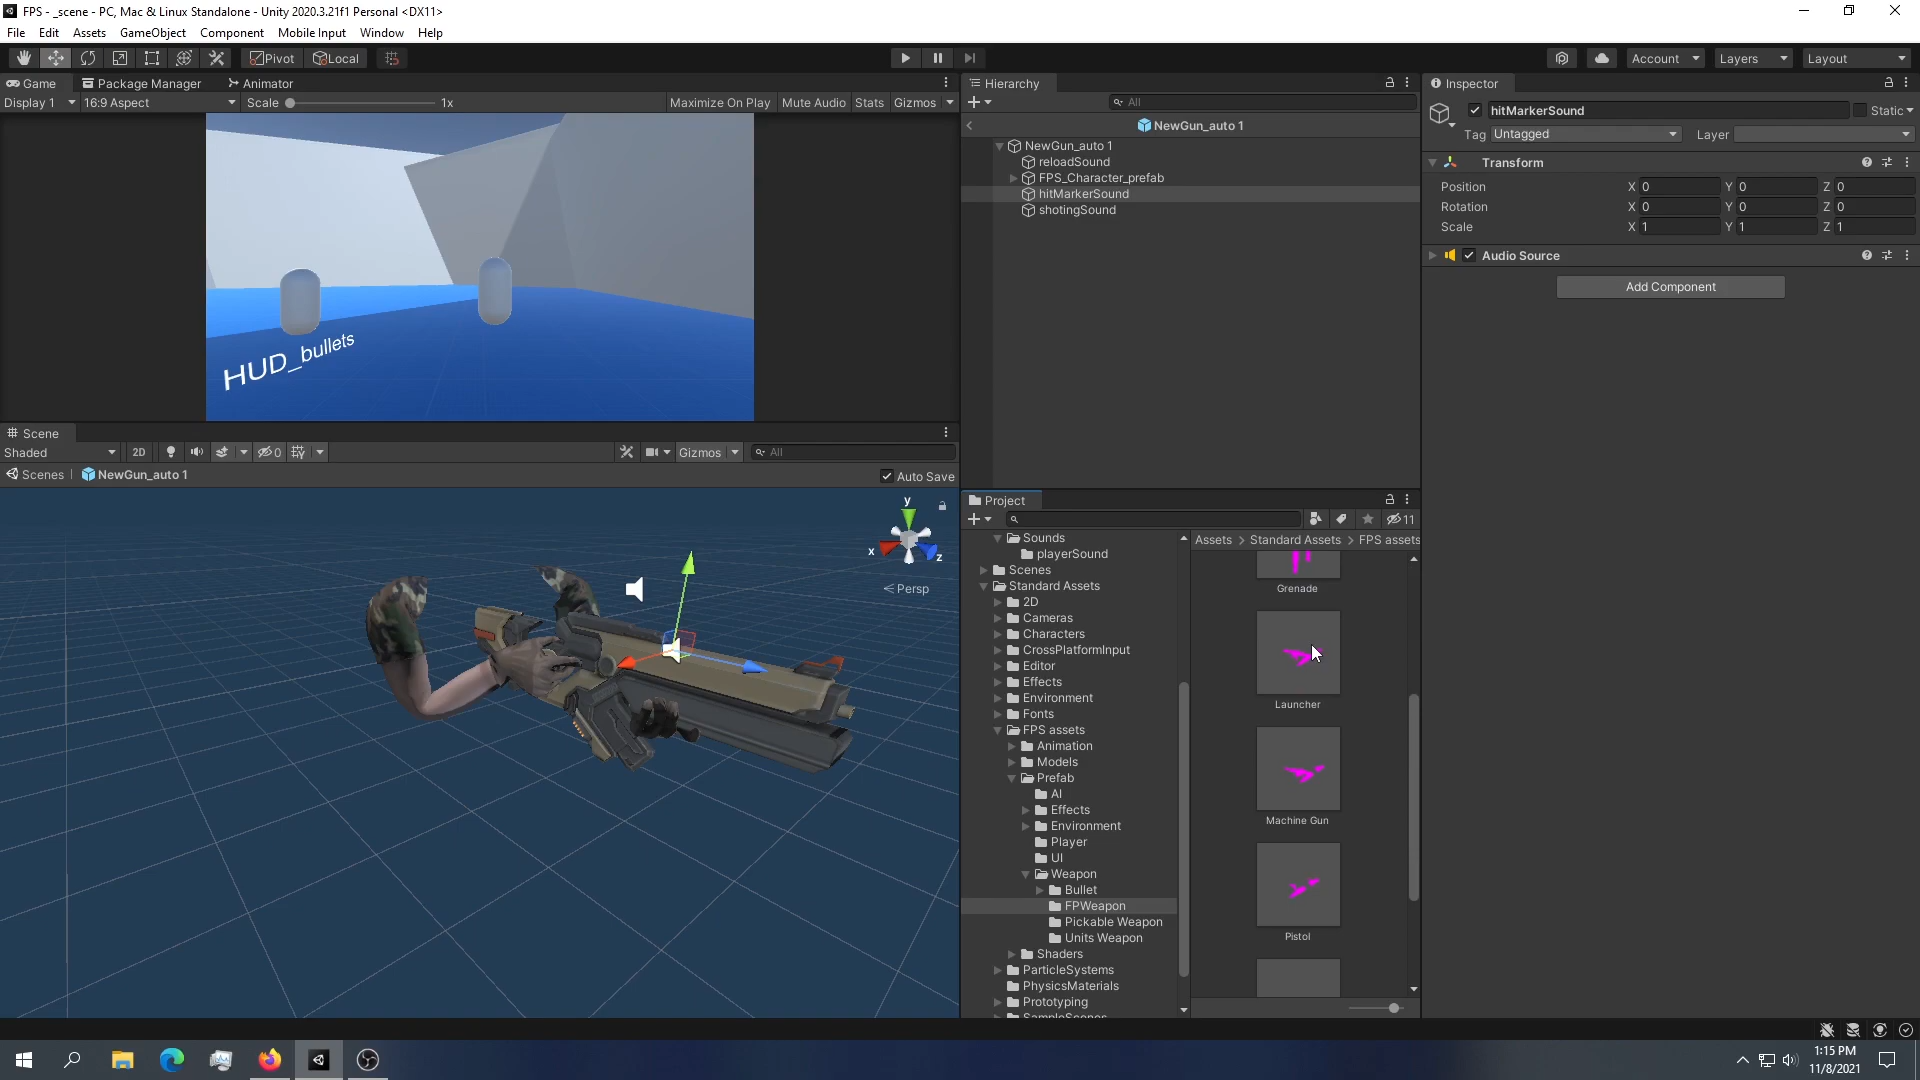 FPS - _scene - PC, Mac & Linux Standalone - Unity 2020.3.21f1 Personal <DX11>
File Edit Assets GameObject Component Mobile Input Window Help
Pivot Local Account Layers Layout
Game Package Manager Animator
Display 1 16:9 Aspect Scale 1x Maximize On Play Mute Audio Stats Gizmos
HUD_bullets
Scene
Shaded 2D 0 Gizmos All
Scenes NewGun_auto 1 Auto Save
y
x
z
Persp
Hierarchy
All
NewGun_auto 1
NewGun_auto 1
reloadSound
FPS_Character_prefab
hitMarkerSound
shotingSound
Project
11
Sounds
playerSound
Scenes
Standard Assets
2D
Cameras
Characters
CrossPlatformInput
Editor
Effects
Environment
Fonts
FPS assets
Animation
Models
Prefab
AI
Effects
Environment
Player
UI
Weapon
Bullet
FPWeapon
Pickable Weapon
Units Weapon
Shaders
ParticleSystems
PhysicsMaterials
Prototyping
SampleScenes
Assets > Standard Assets > FPS assets
Grenade
Launcher
Machine Gun
Pistol
Inspector
hitMarkerSound Static
Tag Untagged Layer
Transform
Position X 0 Y 0 Z 0
Rotation X 0 Y 0 Z 0
Scale X 1 Y 1 Z 1
Audio Source
Add Component
1:15 PM
11/8/2021